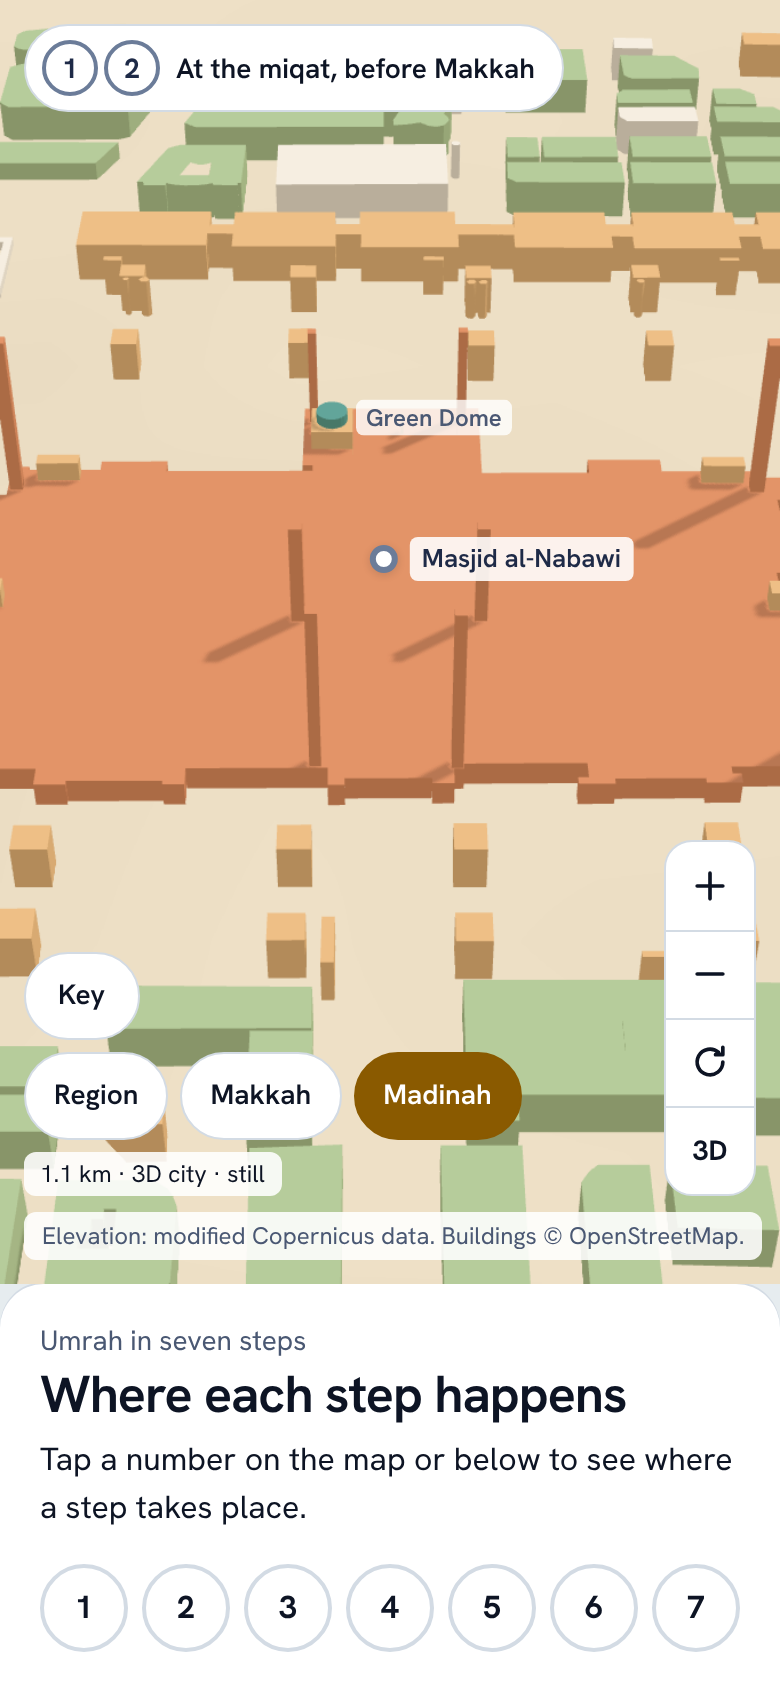 1 2 At the miqat, before Makkah
Green Dome
Masjid al-Nabawi
Key
Region Makkah Madinah
3D
1.1 km · 3D city · still
Elevation: modified Copernicus data. Buildings © OpenStreetMap.
Umrah in seven steps
Where each step happens
Tap a number on the map or below to see where
a step takes place.
1 2 3 4 5 6 7